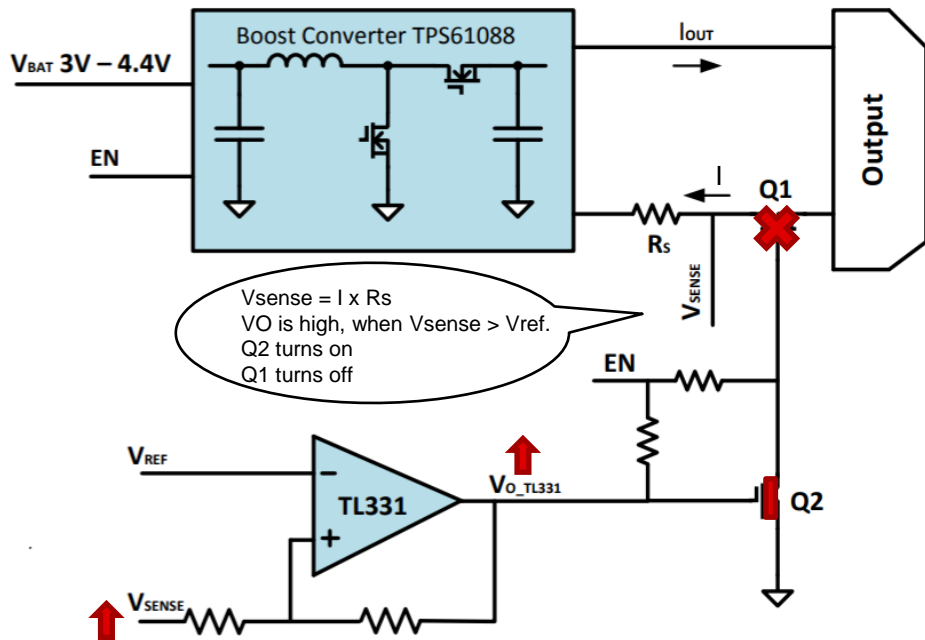 Boost Converter TPS61088
IOUT
VBAT 3V – 4.4V
EN
Output
I
Q1
RS
VSENSE
Vsense = I x Rs
VO is high, when Vsense > Vref.
Q2 turns on
Q1 turns off
EN
VREF
−
VO_TL331
TL331
Q2
+
VSENSE